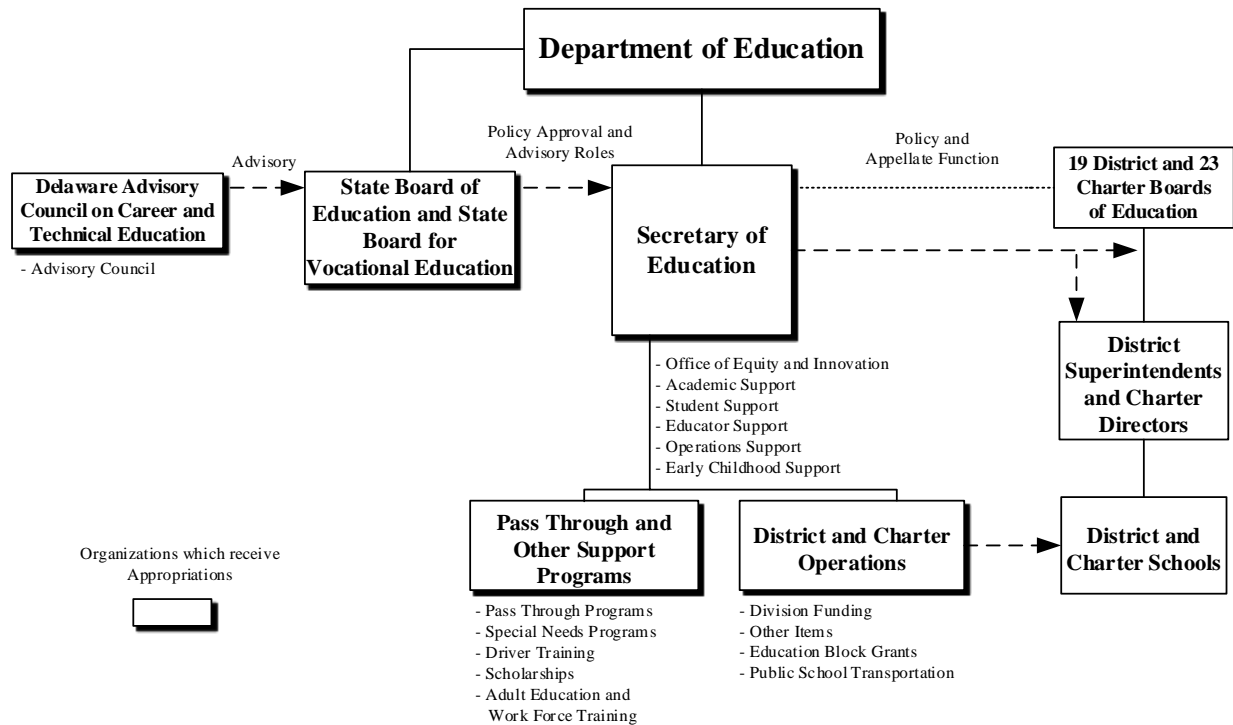 Department of Education
Policy Approval and
Advisory Roles
Policy and
Appellate Function
Advisory
Delaware Advisory
Council on Career and
Technical Education
- Advisory Council
State Board of
Education and State
Board for
Vocational Education
Secretary of
Education
19 District and 23
Charter Boards
of Education
- Office of Equity and Innovation
- Academic Support
- Student Support
- Educator Support
- Operations Support
- Early Childhood Support
District
Superintendents
and Charter
Directors
Pass Through and
Other Support
Programs
District and Charter
Operations
District and
Charter Schools
Organizations which receive
Appropriations
- Pass Through Programs
- Special Needs Programs
- Driver Training
- Scholarships
- Adult Education and
Work Force Training
- Division Funding
- Other Items
- Education Block Grants
- Public School Transportation